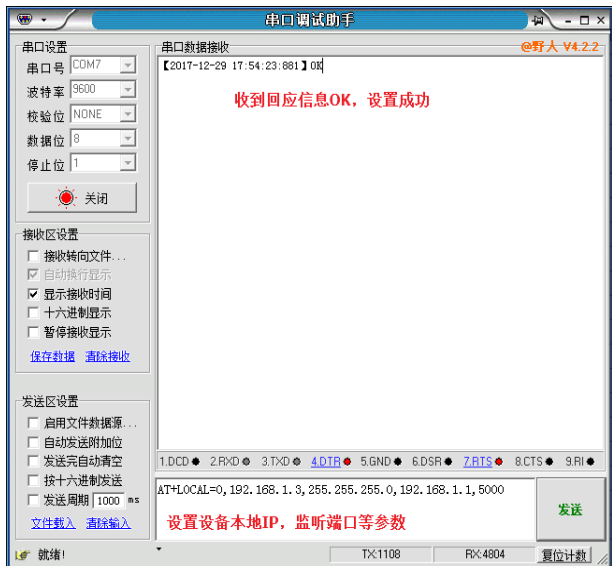 串口调试助手
串口设置
串口号 COM7
波特率 9600
校验位 NONE
数据位 8
停止位 1
关闭
接收区设置
接收转向文件...
自动换行显示
显示接收时间
十六进制显示
暂停接收显示
保存数据 清除接收
发送区设置
启用文件数据源...
自动发送附加位
发送完自动清空
按十六进制发送
发送周期 1000 ms
文件载入 清除输入
串口数据接收 @野人 V4.2.2
【2017-12-29 17:54:23:881】OK
收到回应信息OK，设置成功
1.DCD 2.RXD 3.TXD 4.DTR 5.GND 6.DSR 7.RTS 8.CTS 9.RI
AT+LOCAL=0,192.168.1.3,255.255.255.0,192.168.1.1,5000
设置设备本地IP，监听端口等参数
发送
就绪! TX:1108 RX:4804 复位计数